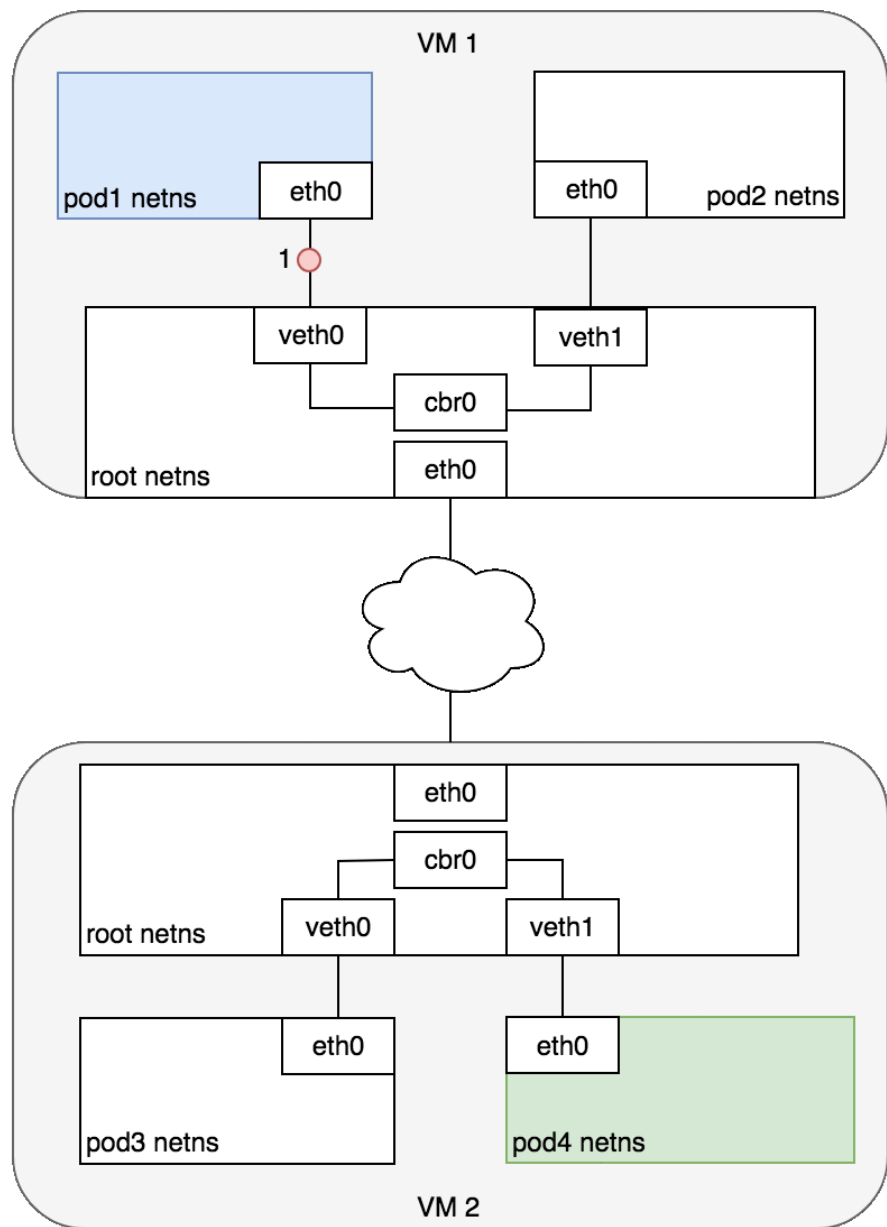 VM 1
eth0
pod1 netns
eth0
pod2 netns
1
veth0
veth1
cbr0
eth0
root netns
eth0
cbr0
veth0
veth1
root netns
eth0
pod3 netns
eth0
pod4 netns
VM 2